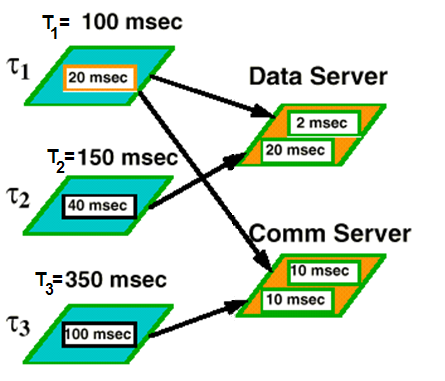 T1= 100 msec
τ1
20 msec
Data Server
2 msec
20 msec
T2=150 msec
τ2
40 msec
Comm Server
10 msec
10 msec
T3=350 msec
τ3
100 msec